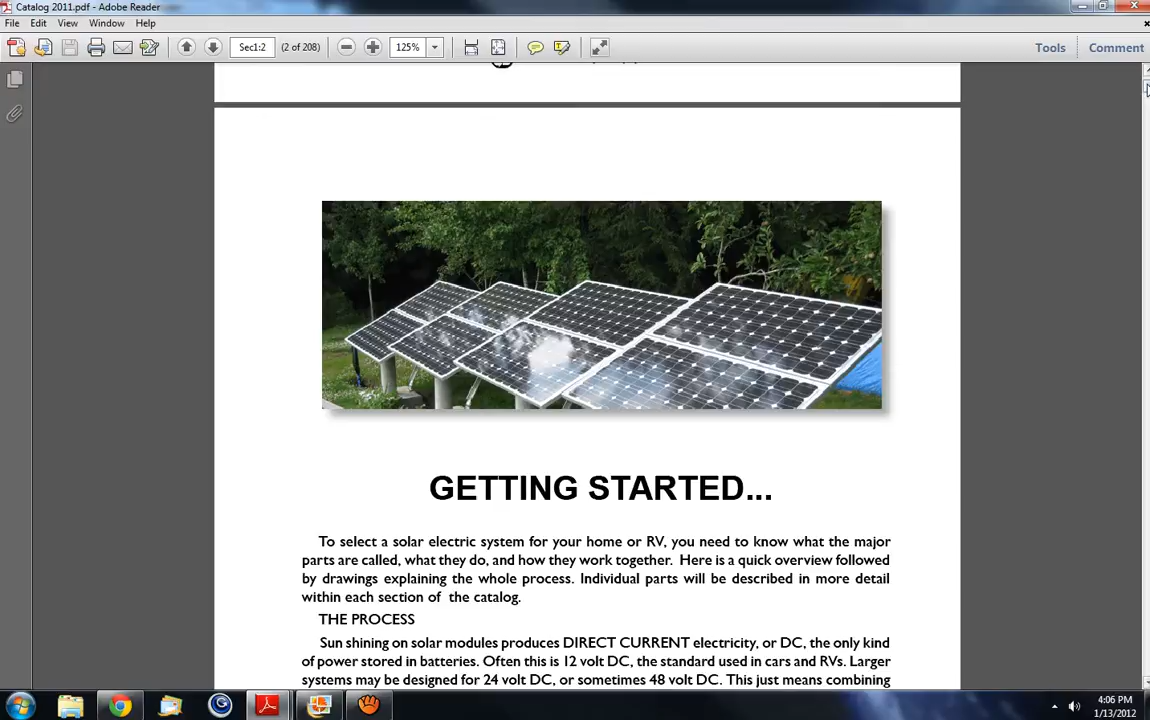 Catalog 2011.pdf - Adobe Reader
File Edit View Window Help
Sec1:2 (2 of 208) 125% Tools Comment
GETTING STARTED...
To select a solar electric system for your home or RV, you need to know what the major
parts are called, what they do, and how they work together. Here is a quick overview followed
by drawings explaining the whole process. Individual parts will be described in more detail
within each section of the catalog.
THE PROCESS
Sun shining on solar modules produces DIRECT CURRENT electricity, or DC, the only kind
of power stored in batteries. Often this is 12 volt DC, the standard used in cars and RVs. Larger
systems may be designed for 24 volt DC, or sometimes 48 volt DC. This just means combining
4:06 PM
1/13/2012